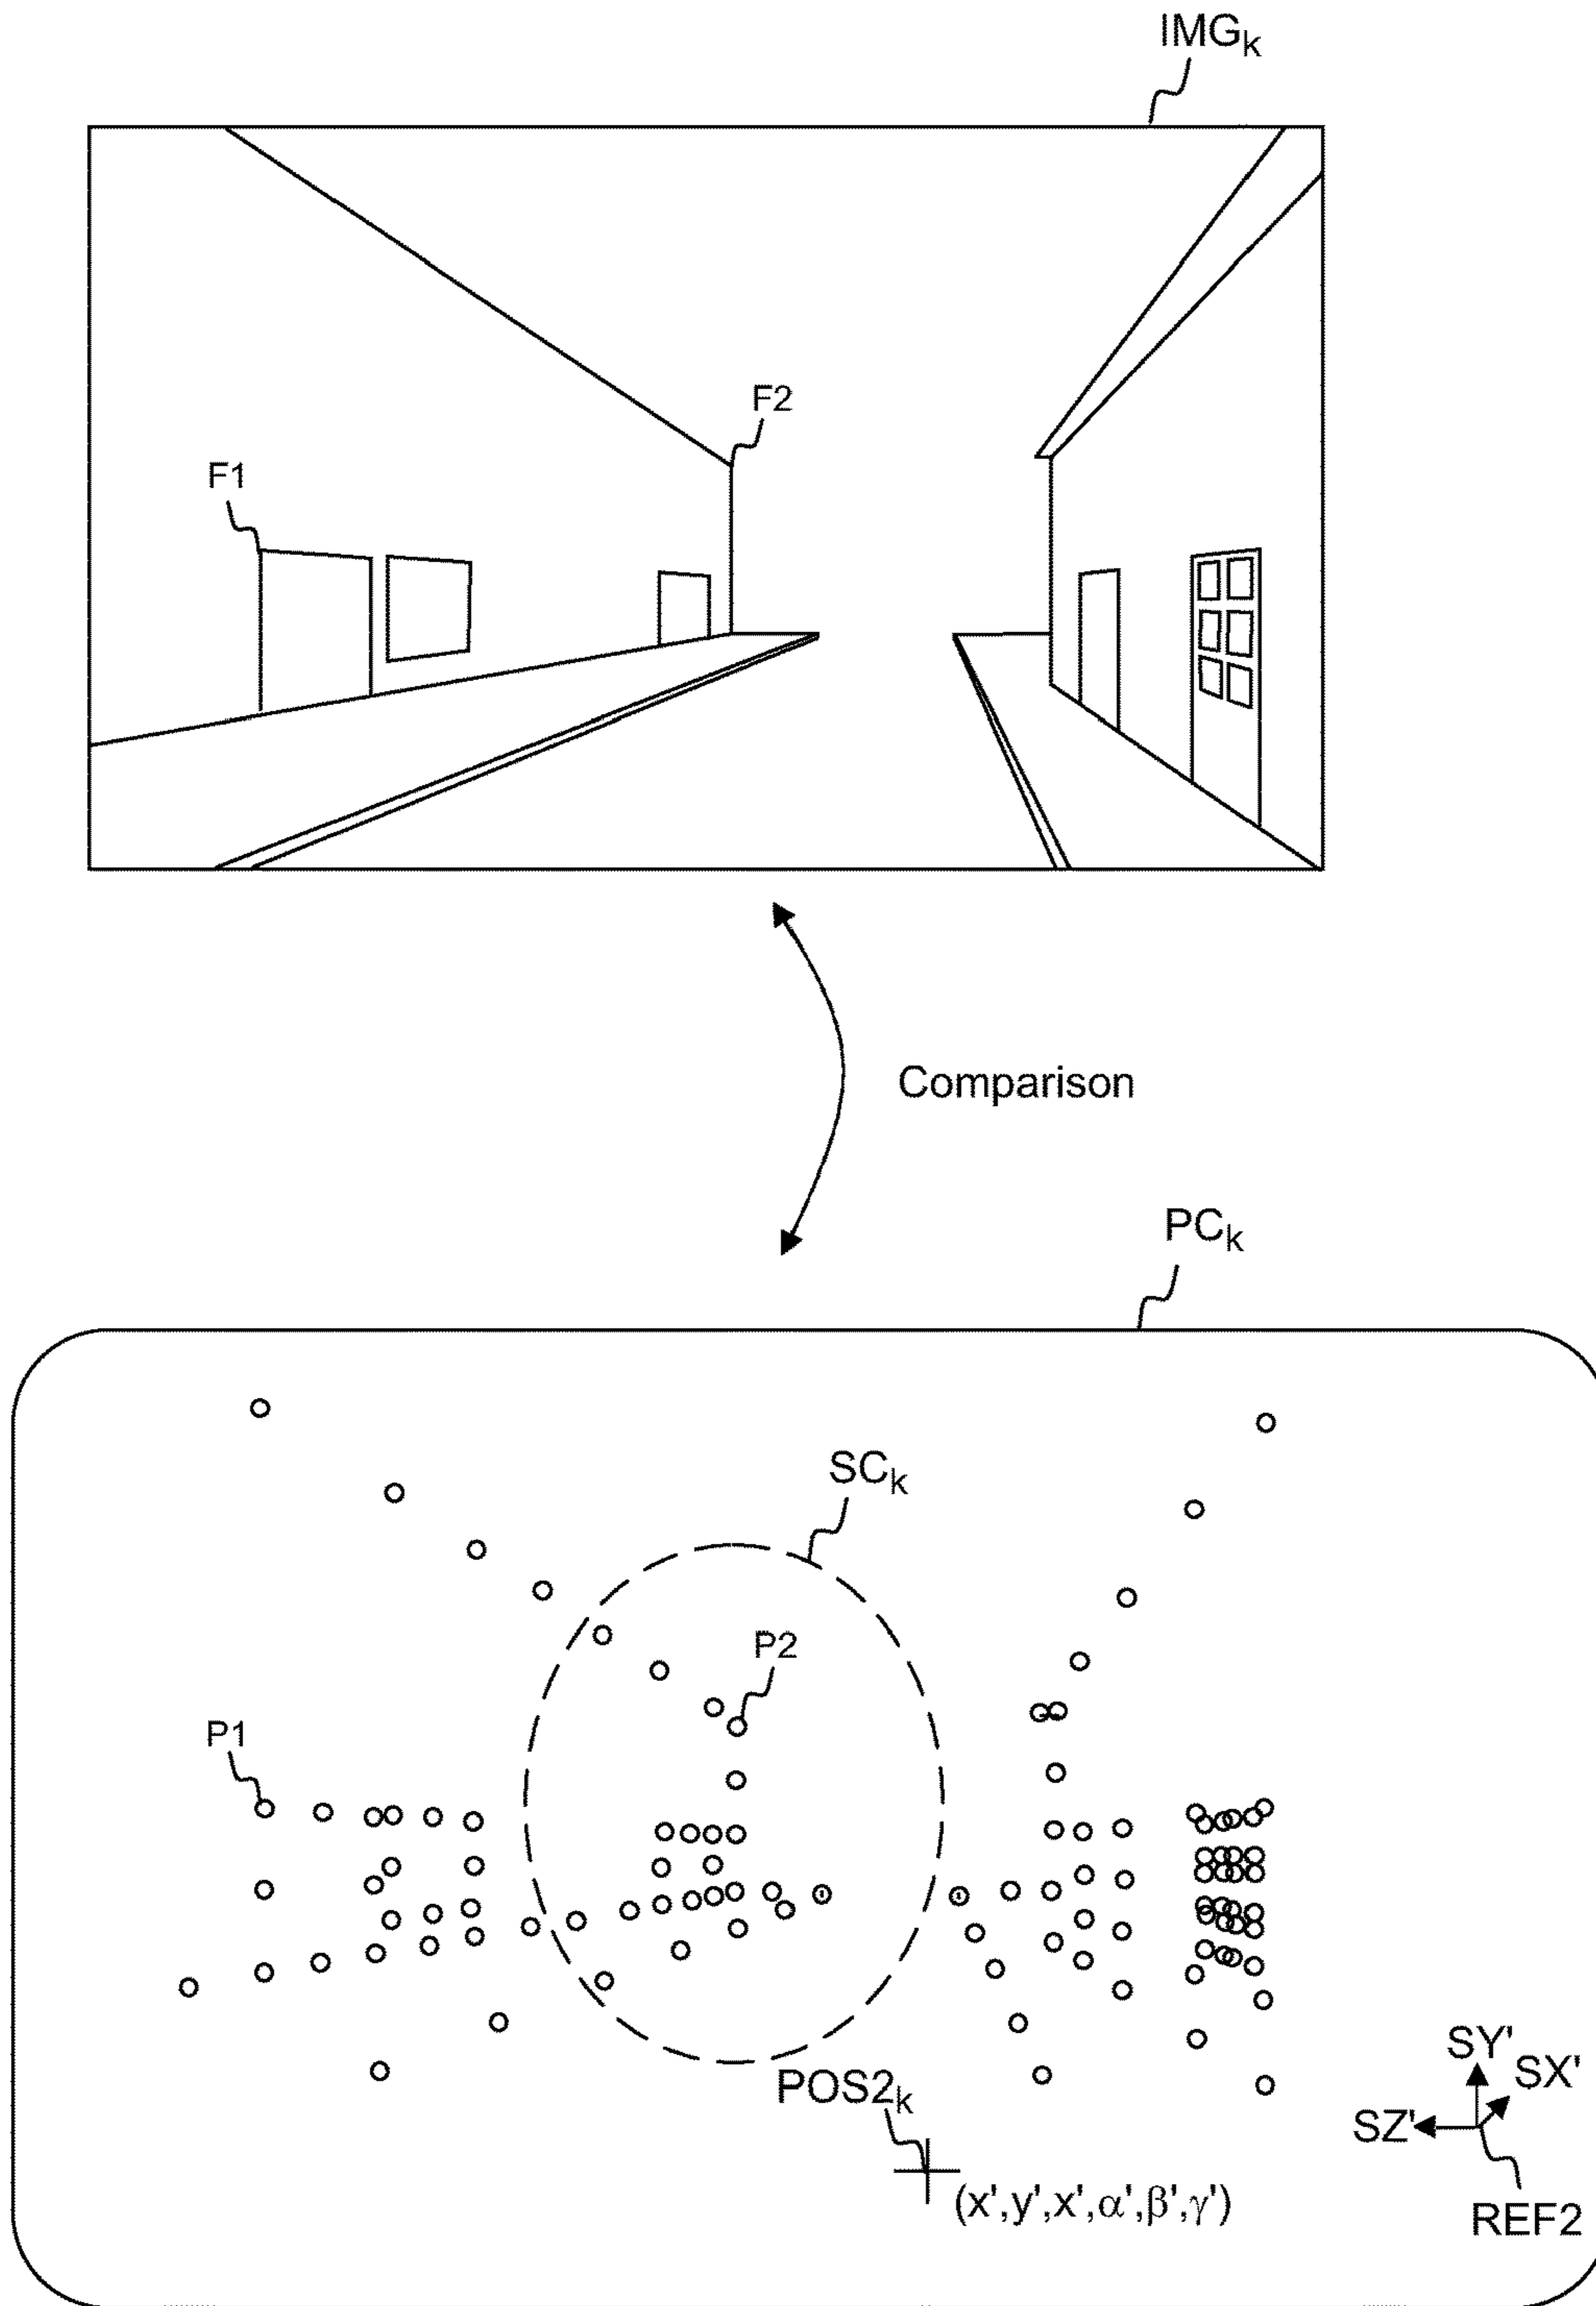 IMGk
F2
F1
Comparison
PCk
SCk
P2
P1
POS2k
(x',y',x',α',β',γ')
SY'
SX'
SZ'
REF2